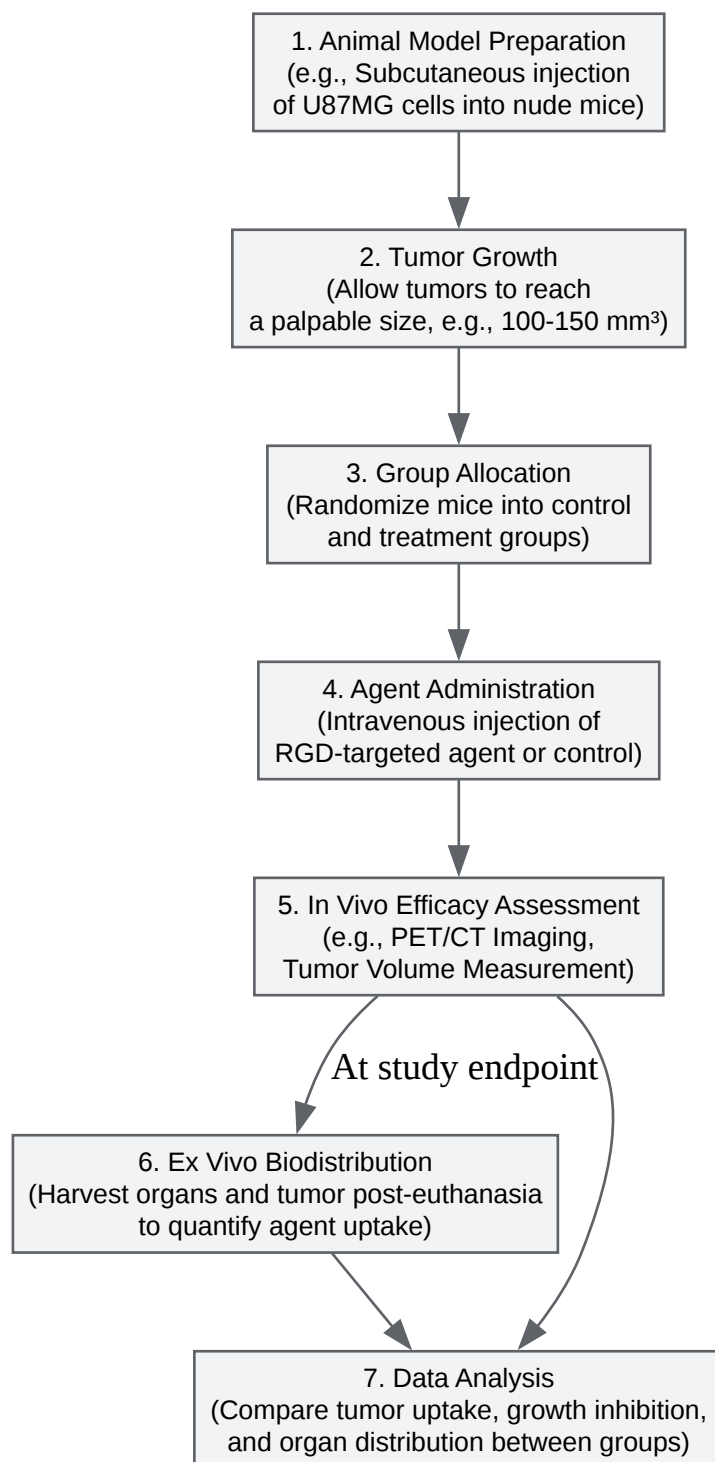 1. Animal Model Preparation
(e.g., Subcutaneous injection
of U87MG cells into nude mice)
2. Tumor Growth
(Allow tumors to reach
a palpable size, e.g., 100-150 mm³)
3. Group Allocation
(Randomize mice into control
and treatment groups)
4. Agent Administration
(Intravenous injection of
RGD-targeted agent or control)
5. In Vivo Efficacy Assessment
(e.g., PET/CT Imaging,
Tumor Volume Measurement)
At study endpoint
6. Ex Vivo Biodistribution
(Harvest organs and tumor post-euthanasia
to quantify agent uptake)
7. Data Analysis
(Compare tumor uptake, growth inhibition,
and organ distribution between groups)